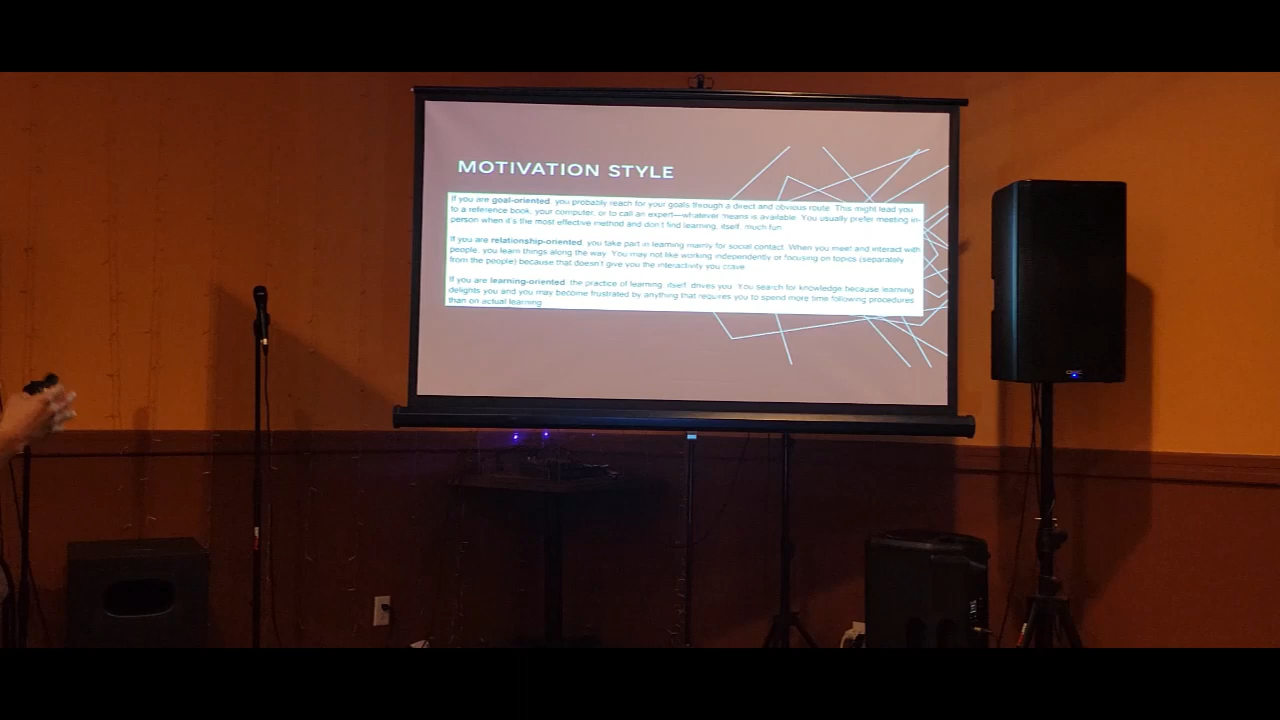 MOTIVATION STYLE
If you are goal-oriented, you probably reach for your goals through a direct and obvious route. This might lead you
to a reference book, your computer, or to call an expert—whatever means is available. You usually prefer meeting in-
person when it's the most effective method and don't find learning, itself, much fun.
If you are relationship-oriented, you take part in learning mainly for social contact. When you meet and interact with
people, you learn things along the way. You may not like working independently or focusing on topics (separately
from the people) because that doesn't give you the interactivity you crave.
If you are learning-oriented, the practice of learning, itself, drives you. You search for knowledge because learning
delights you and you may become frustrated by anything that requires you to spend more time following procedures
than on actual learning.
QSC